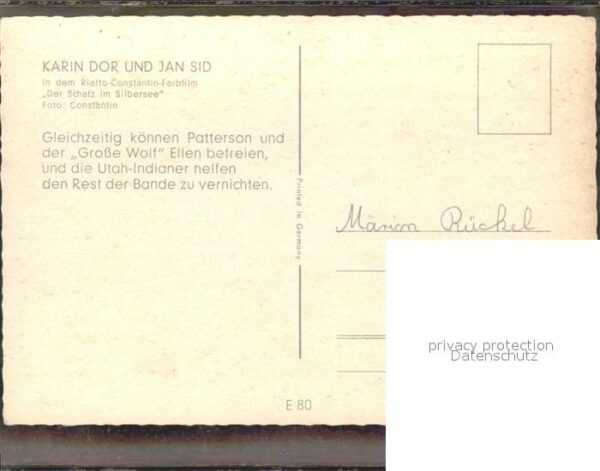 KARIN DOR UND JAN SID
in dem Rialto-Constantin-Farbfilm
„Der Schatz im Silbersee"
Foto: Constantin
Gleichzeitig können Patterson und
der „Große Wolf" Ellen befreien,
und die Utah-Indianer helfen
den Rest der Bande zu vernichten.
Printed in Germany
Marion Rückel
privacy protection
Datenschutz
E 80